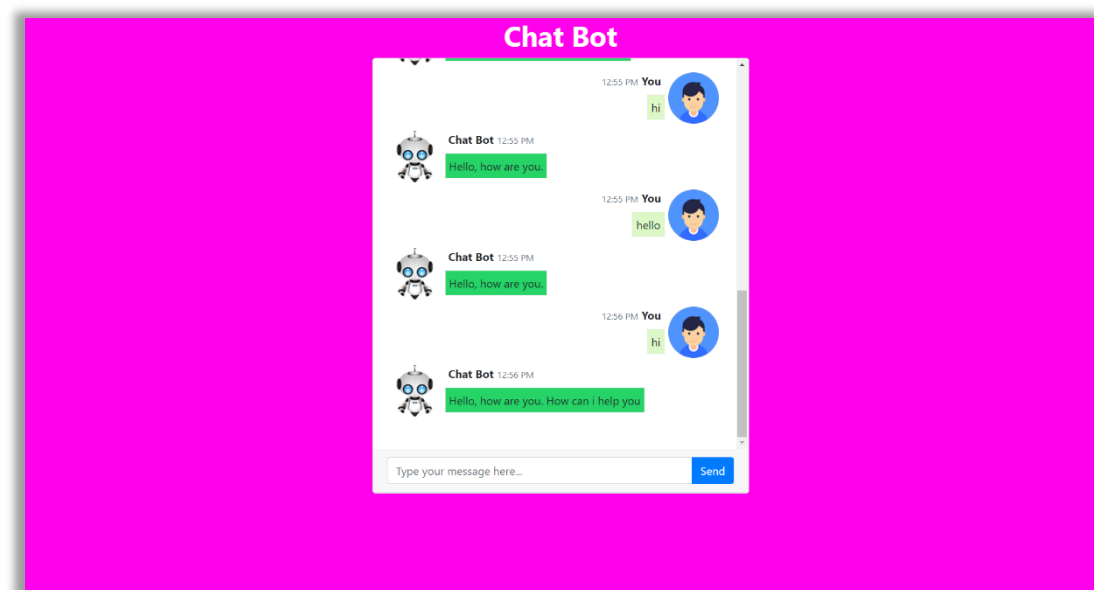 Chat Bot
12:55 PM You
hi
Chat Bot 12:55 PM
Hello, how are you.
12:55 PM You
hello
Chat Bot 12:55 PM
Hello, how are you.
12:56 PM You
hi
Chat Bot 12:56 PM
Hello, how are you. How can i help you
Type your message here... Send